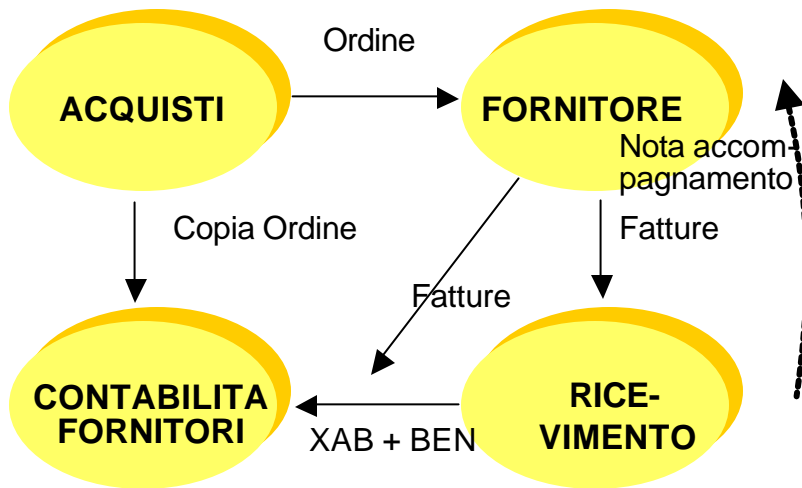 Ordine
ACQUISTI
FORNITORE
Nota accom-
pagnamento
Copia Ordine
Fatture
Fatture
CONTABILITA
FORNITORI
RICE-
VIMENTO
XAB + BEN